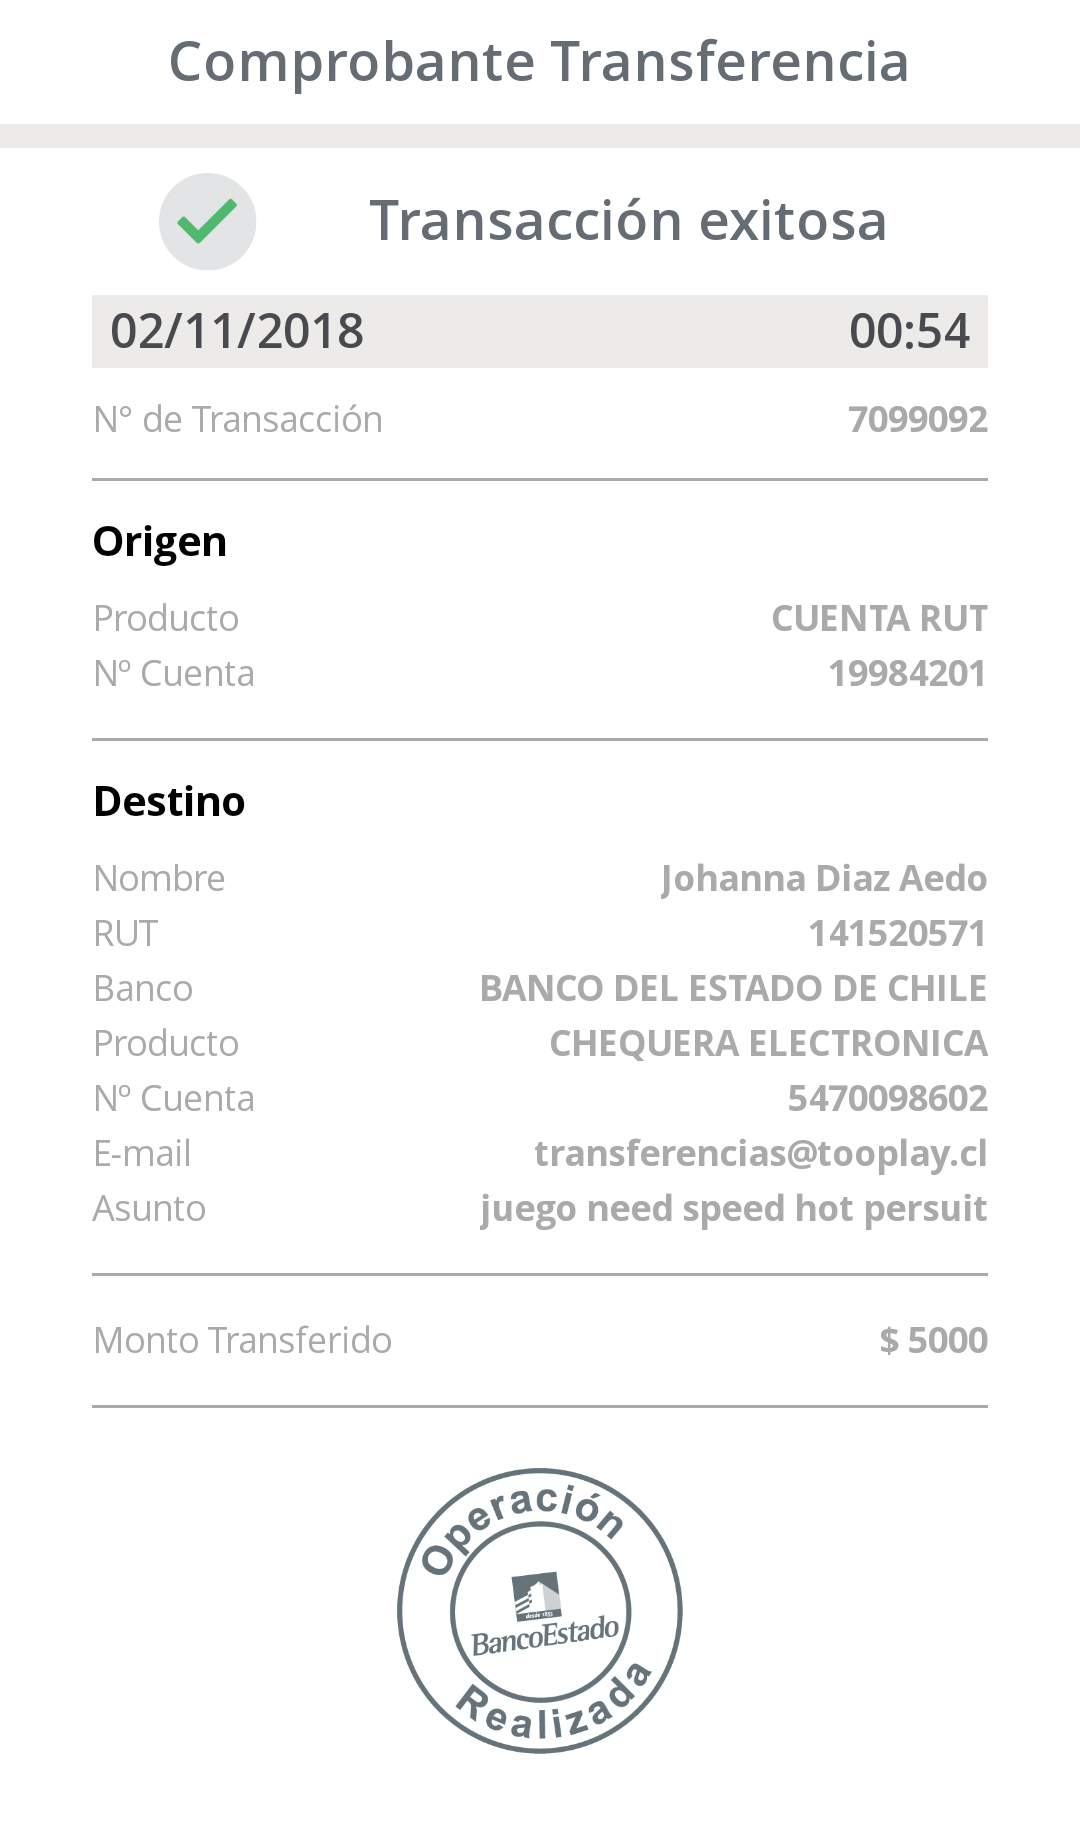 Comprobante Transferencia
Transacción exitosa
02/11/2018 00:54
N° de Transacción 7099092
Origen
Producto CUENTA RUT
Nº Cuenta 19984201
Destino
Nombre Johanna Diaz Aedo
RUT 141520571
Banco BANCO DEL ESTADO DE CHILE
Producto CHEQUERA ELECTRONICA
Nº Cuenta 5470098602
E-mail transferencias@tooplay.cl
Asunto juego need speed hot persuit
Monto Transferido $ 5000
Operación
desde 1855
BancoEstado
Realizada